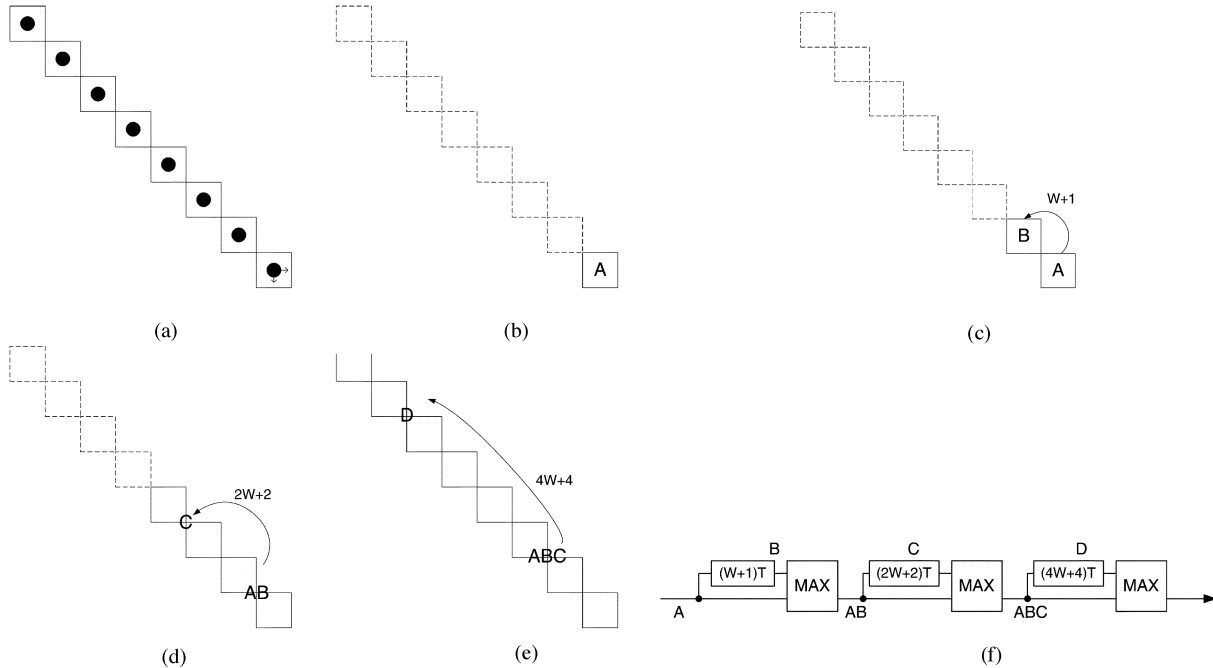 A
W+1
B
A
(a)
(b)
(c)
C
2W+2
AB
D
4W+4
ABC
B
C
D
(W+1)T
MAX
(2W+2)T
MAX
(4W+4)T
MAX
A
AB
ABC
(d)
(e)
(f)